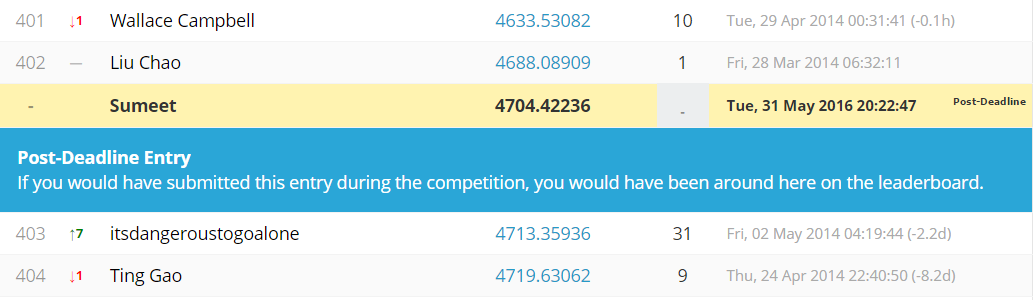 401 ↓1 Wallace Campbell 4633.53082 10 Tue, 29 Apr 2014 00:31:41 (-0.1h)
402 — Liu Chao 4688.08909 1 Fri, 28 Mar 2014 06:32:11
- Sumeet 4704.42236 - Tue, 31 May 2016 20:22:47 Post-Deadline
Post-Deadline Entry
If you would have submitted this entry during the competition, you would have been around here on the leaderboard.
403 ↑7 itsdangeroustogoalone 4713.35936 31 Fri, 02 May 2014 04:19:44 (-2.2d)
404 ↓1 Ting Gao 4719.63062 9 Thu, 24 Apr 2014 22:40:50 (-8.2d)